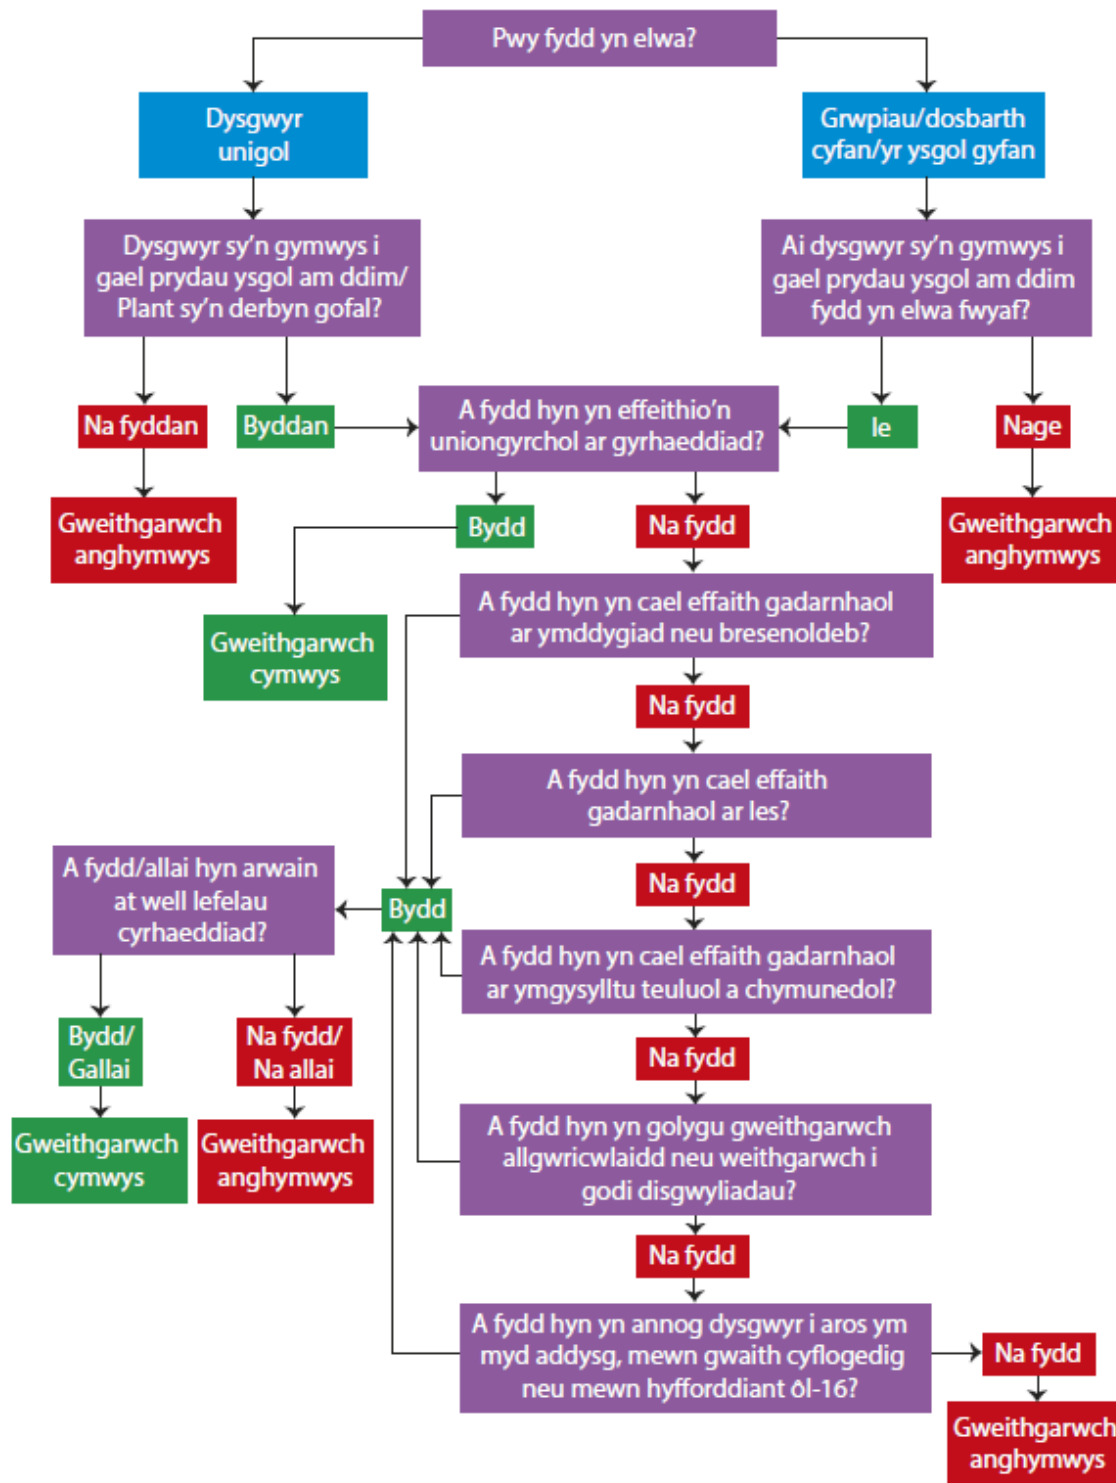 Pwy fydd yn elwa?
Dysgwyr
unigol
Grwpiau/dosbarth
cyfan/yr ysgol gyfan
Dysgwyr sy'n gymwys i
gael prydau ysgol am ddim/
Plant sy'n derbyn gofal?
Ai dysgwyr sy'n gymwys i
gael prydau ysgol am ddim
fydd yn elwa fwyaf?
Na fyddan
Byddan
A fydd hyn yn effeithio'n
uniongyrchol ar gyrhaeddiad?
Ie
Nage
Gweithgarwch
anghymwys
Bydd
Na fydd
Gweithgarwch
anghymwys
Gweithgarwch
cymwys
A fydd hyn yn cael effaith gadarnhaol
ar ymddygiad neu bresenoldeb?
Na fydd
A fydd hyn yn cael effaith
gadarnhaol ar les?
Na fydd
A fydd/allai hyn arwain
at well lefelau
cyrhaeddiad?
Bydd
A fydd hyn yn cael effaith gadarnhaol
ar ymgysylltu teuluol a chymunedol?
Bydd/
Gallai
Na fydd/
Na allai
Na fydd
Gweithgarwch
cymwys
Gweithgarwch
anghymwys
A fydd hyn yn golygu gweithgarwch
allgwricwlaidd neu weithgarwch i
godi disgwyliadau?
Na fydd
A fydd hyn yn annog dysgwyr i aros ym
myd addysg, mewn gwaith cyflogedig
neu mewn hyfforddiant ôl-16?
Na fydd
Gweithgarwch
anghymwys